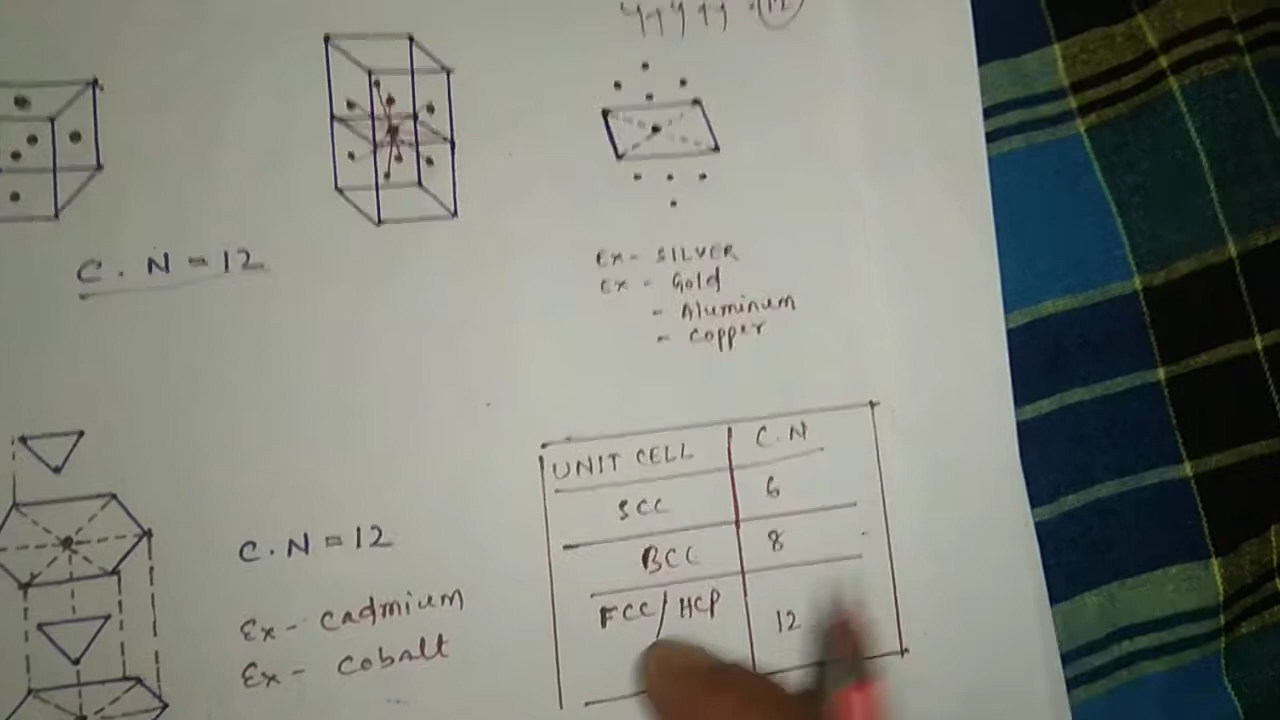 C. N = 12
Ex - SILVER
Ex - Gold
- Aluminum
- Copper
UNIT CELL C.N
SCC 6
BCC 8
FCC/HCP 12
C.N = 12
Ex - Cadmium
Ex - Cobalt